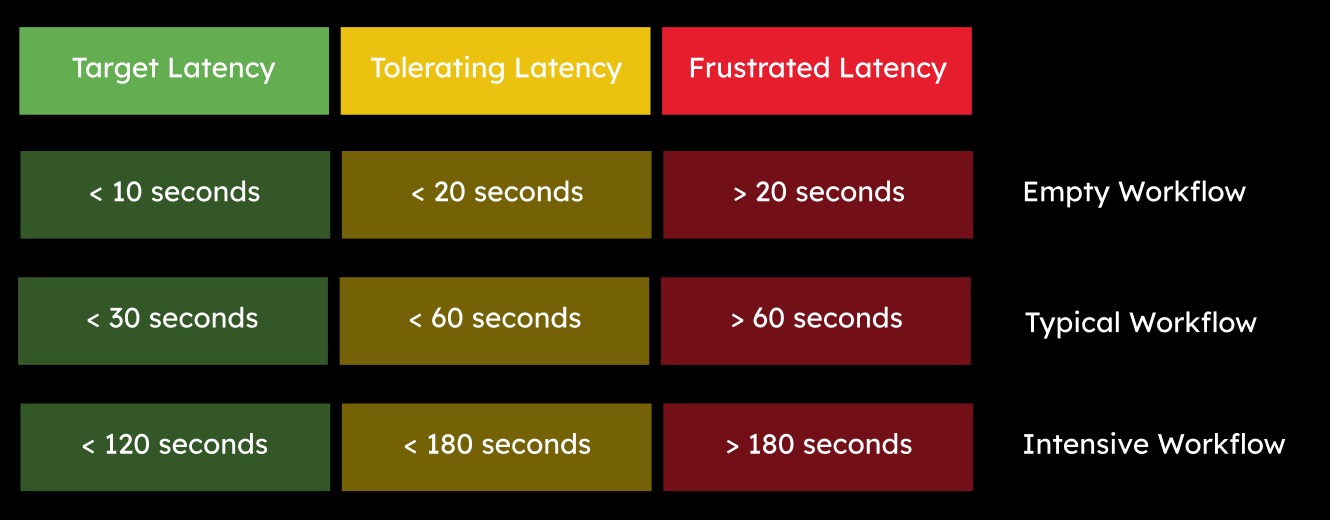 Target Latency
Tolerating Latency
Frustrated Latency
< 10 seconds
< 20 seconds
> 20 seconds
Empty Workflow
< 30 seconds
< 60 seconds
> 60 seconds
Typical Workflow
< 120 seconds
< 180 seconds
> 180 seconds
Intensive Workflow